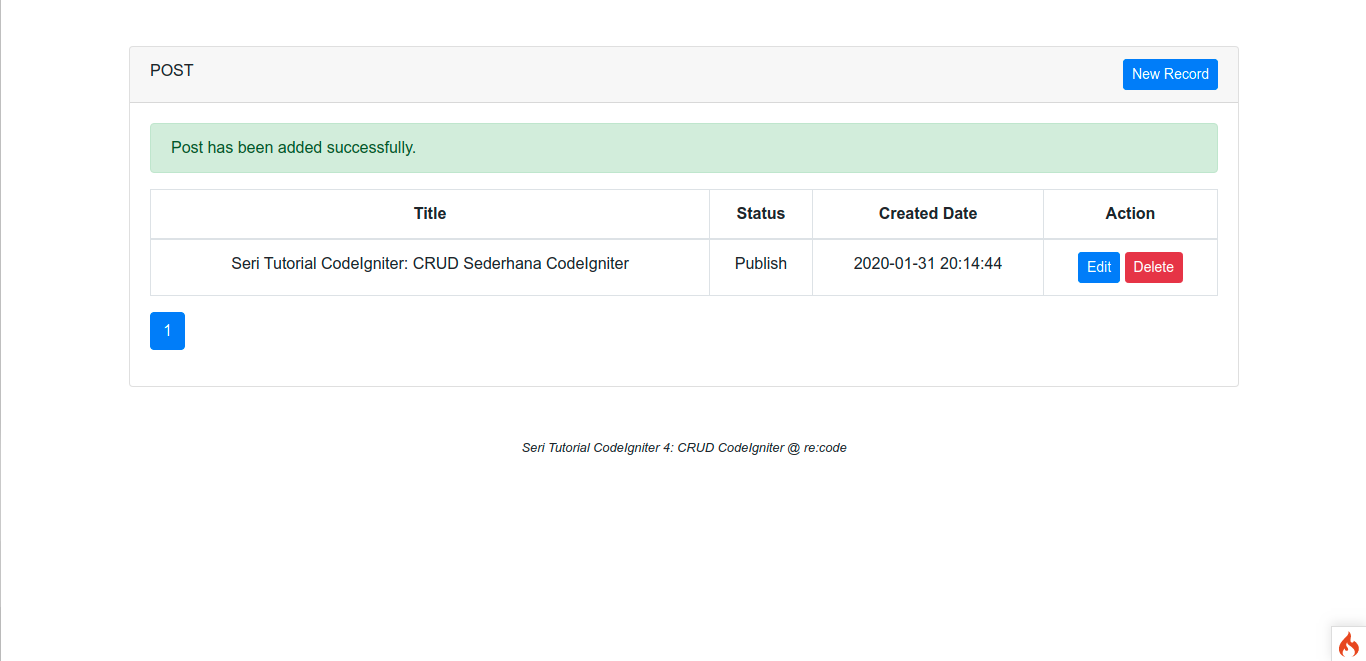 POST
New Record
Post has been added successfully.
Title Status Created Date Action
Seri Tutorial CodeIgniter: CRUD Sederhana CodeIgniter Publish 2020-01-31 20:14:44 Edit Delete
1
Seri Tutorial CodeIgniter 4: CRUD CodeIgniter @ re:code